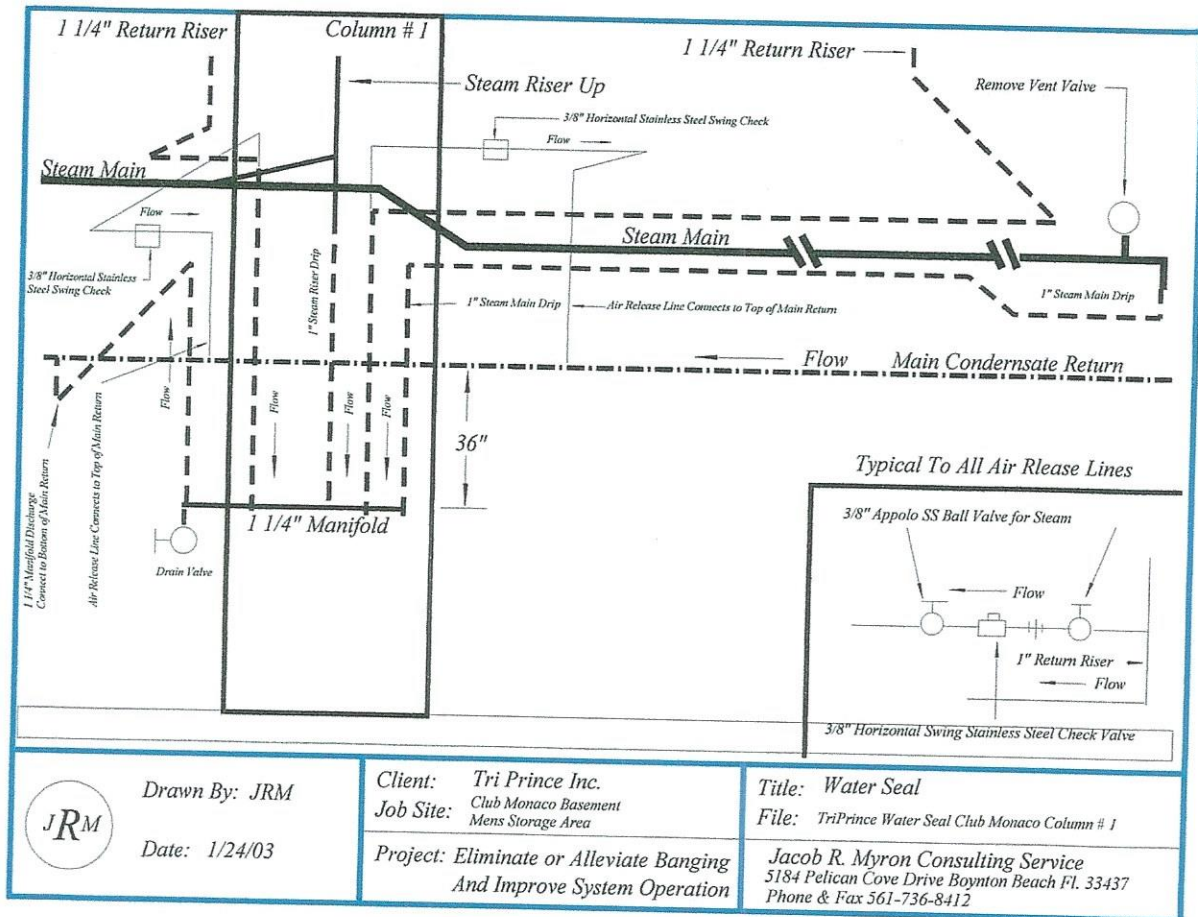 1 1/4" Return Riser
Column # 1
1 1/4" Return Riser
Steam Riser Up
Remove Vent Valve
3/8" Horizontal Stainless Steel Swing Check
Flow
Steam Main
Flow
Steam Main
3/8" Horizontal Stainless
Steel Swing Check
1" Steam Riser Drip
1" Steam Main Drip
Air Release Line Connects to Top of Main Return
1" Steam Main Drip
Flow
Main Condernsate Return
Flow
Flow
Flow
Flow
36"
1 1/4" Manifold Discharge
Connect to Bottom of Main Return
Air Release Line Connects to Top of Main Return
1 1/4" Manifold
Drain Valve
Typical To All Air Rlease Lines
3/8" Appolo SS Ball Valve for Steam
Flow
1" Return Riser
Flow
3/8" Horizontal Swing Stainless Steel Check Valve
JRM
Drawn By: JRM
Date: 1/24/03
Client: Tri Prince Inc.
Job Site: Club Monaco Basement
Mens Storage Area
Project: Eliminate or Alleviate Banging
And Improve System Operation
Title: Water Seal
File: TriPrince Water Seal Club Monaco Column # 1
Jacob R. Myron Consulting Service
5184 Pelican Cove Drive Boynton Beach Fl. 33437
Phone & Fax 561-736-8412